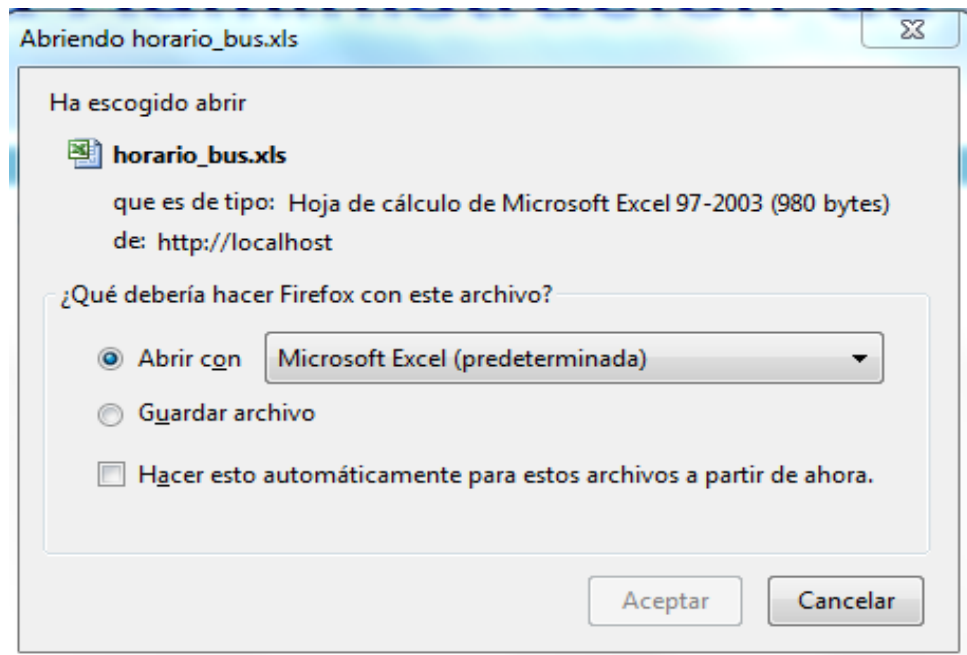 Abriendo horario_bus.xls
Ha escogido abrir
horario_bus.xls
que es de tipo: Hoja de cálculo de Microsoft Excel 97-2003 (980 bytes)
de: http://localhost
¿Qué debería hacer Firefox con este archivo?
Abrir con Microsoft Excel (predeterminada)
Guardar archivo
Hacer esto automáticamente para estos archivos a partir de ahora.
Aceptar Cancelar